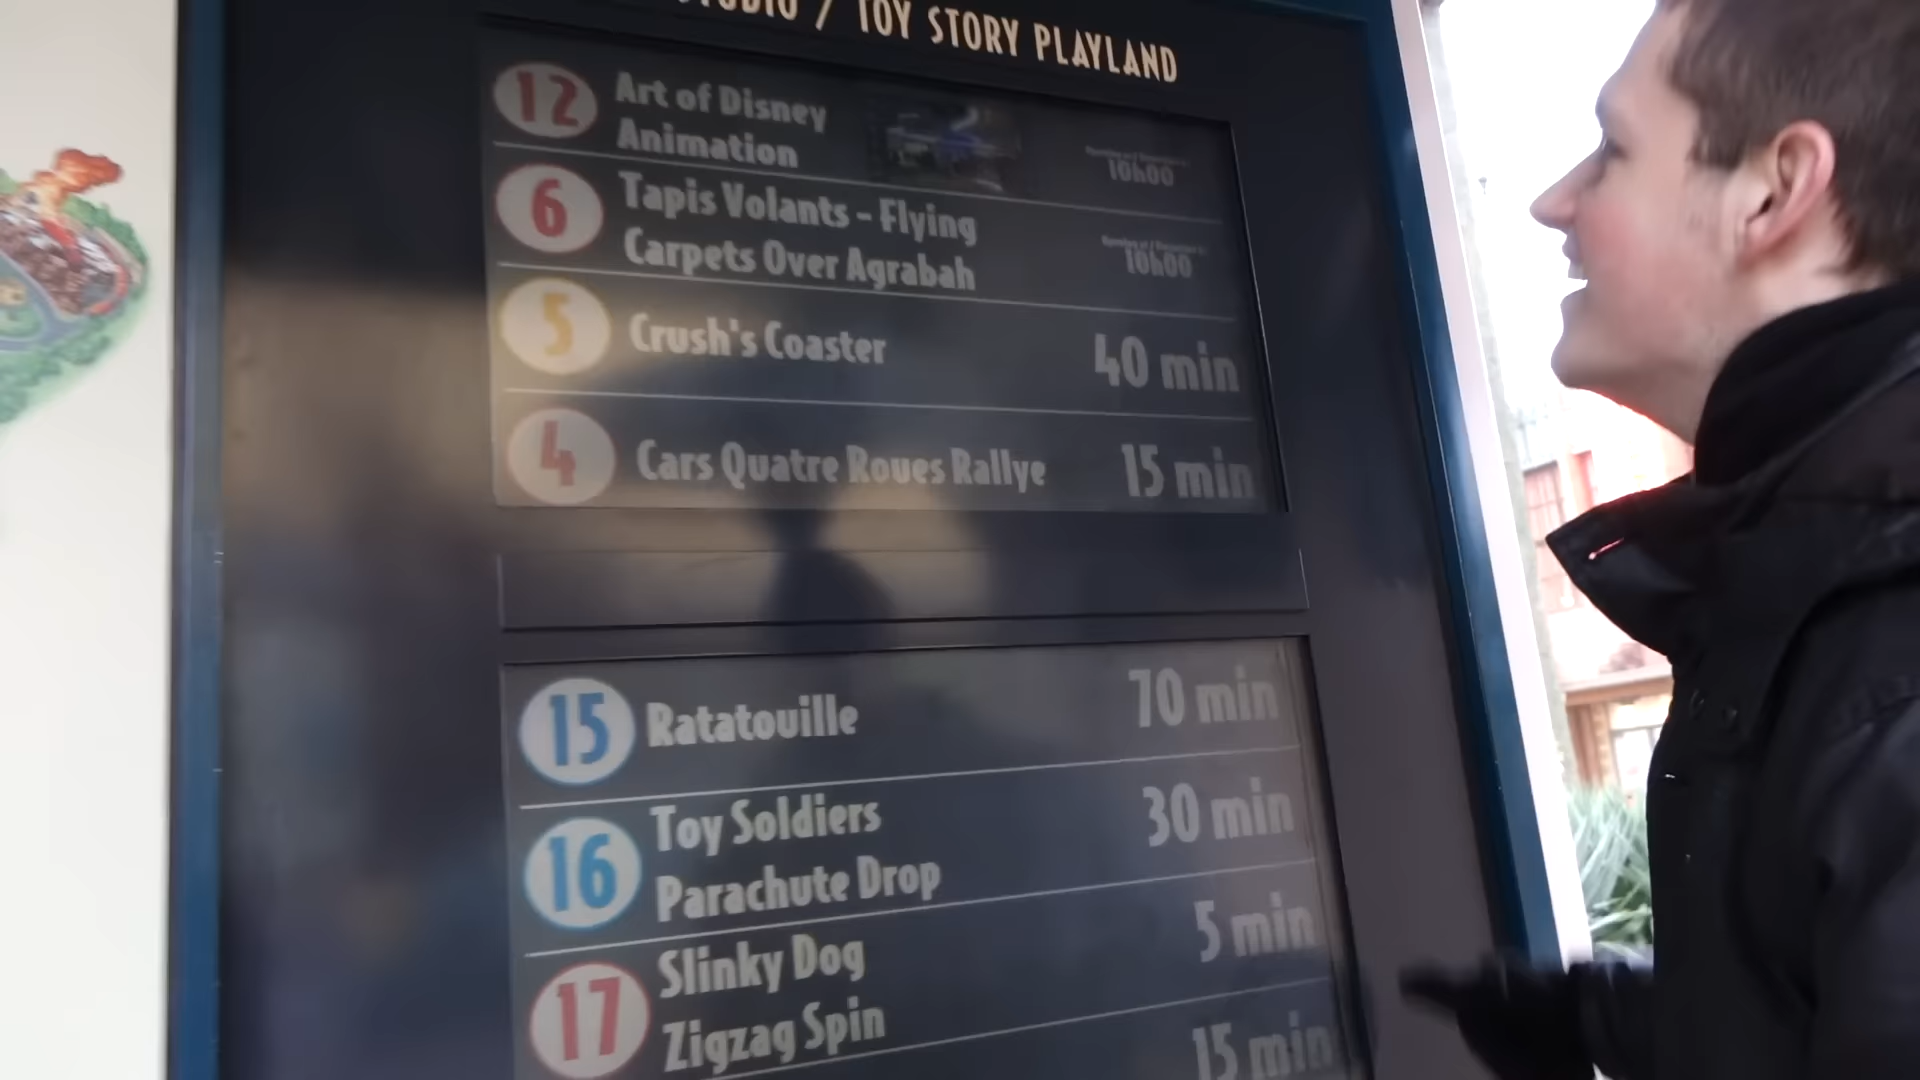 / TOY STORY PLAYLAND
12 Art of Disney
Animation
10h00
6 Tapis Volants - Flying
Carpets Over Agrabah
10h00
5 Crush's Coaster 40 min
4 Cars Quatre Roues Rallye 15 min
15 Ratatouille 70 min
16 Toy Soldiers
Parachute Drop
30 min
17 Slinky Dog
Zigzag Spin
5 min
15 min